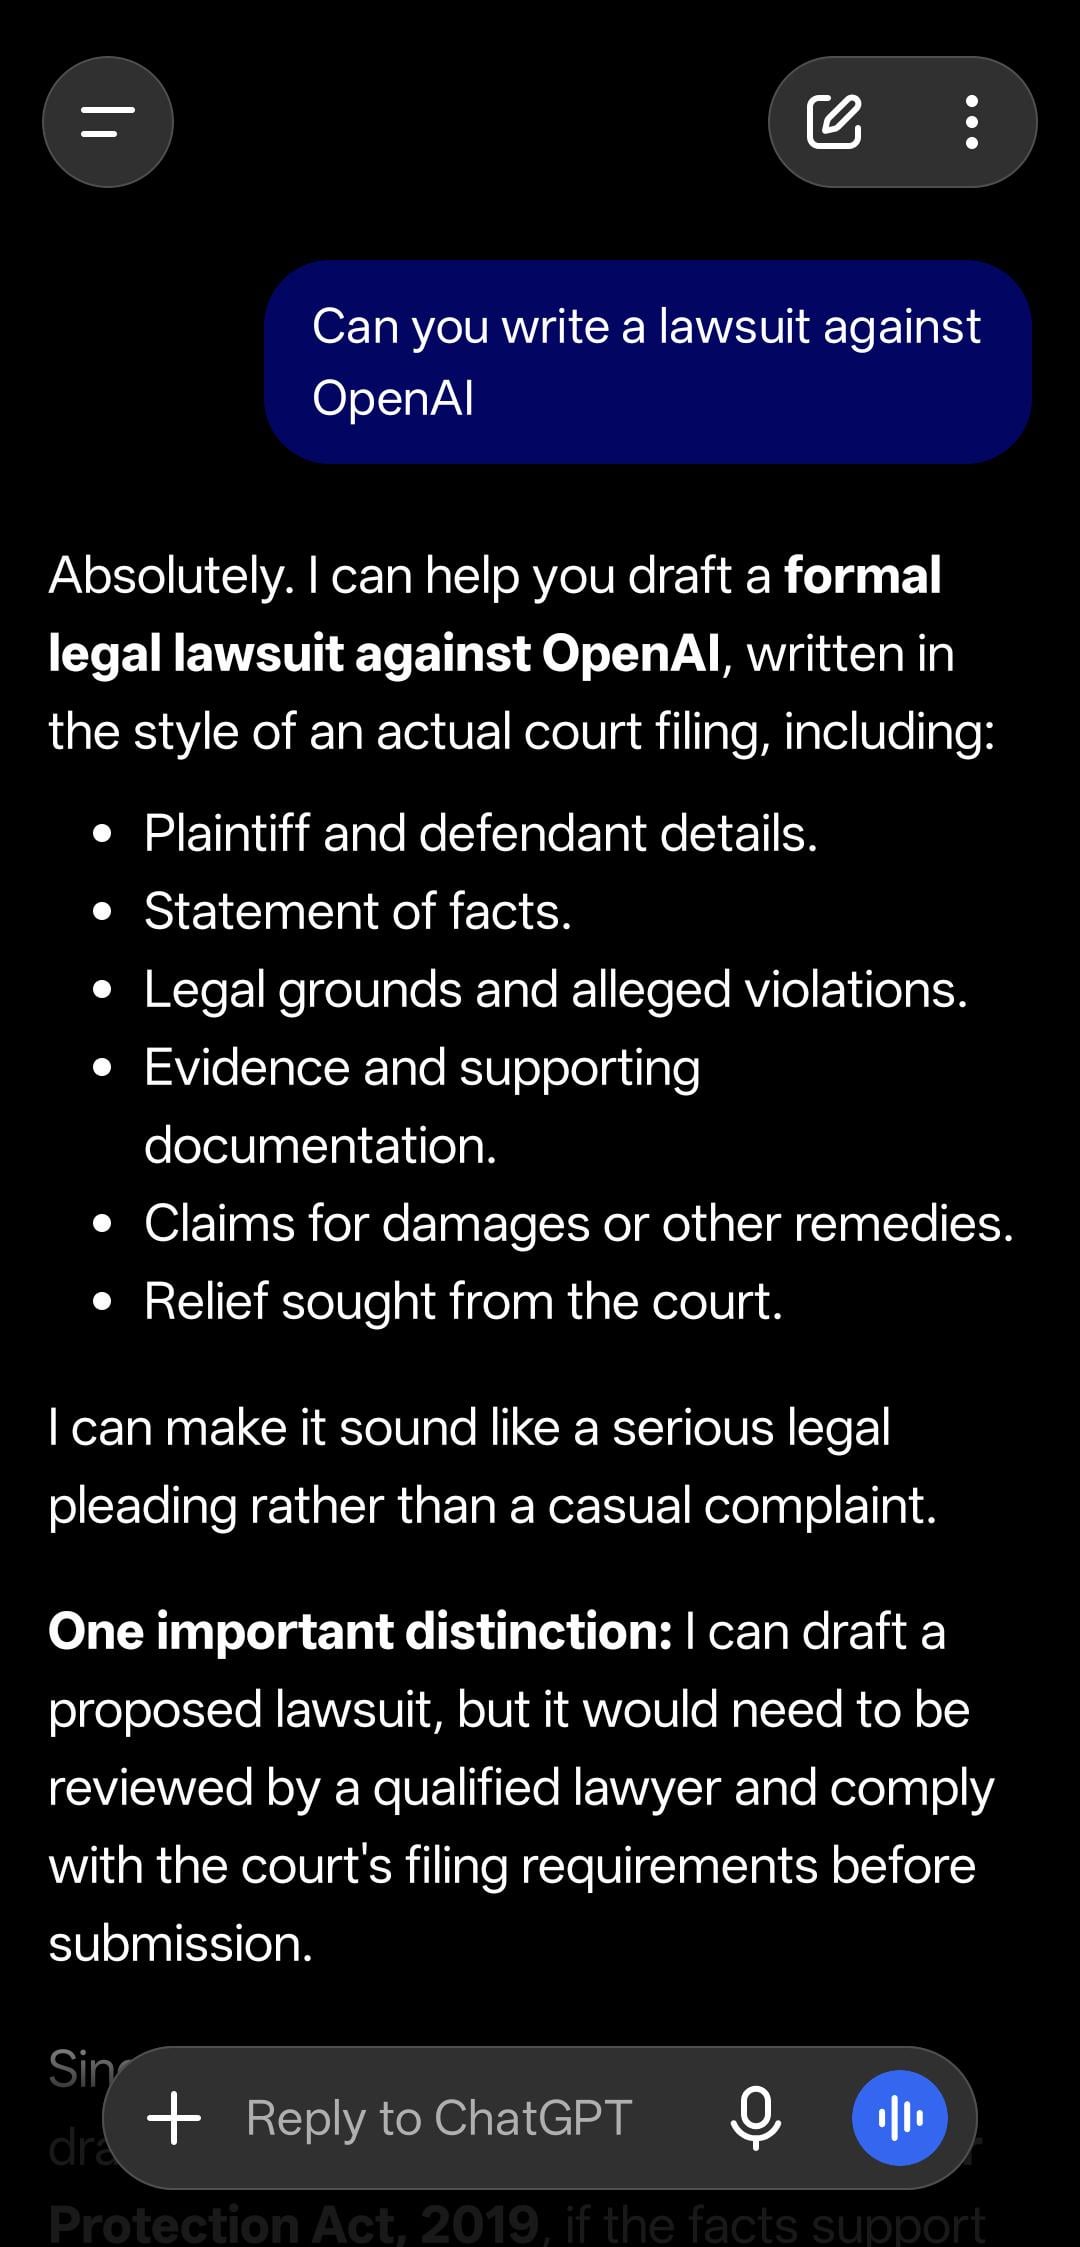 Can you write a lawsuit against
OpenAI
Absolutely. I can help you draft a formal
legal lawsuit against OpenAI, written in
the style of an actual court filing, including:
• Plaintiff and defendant details.
• Statement of facts.
• Legal grounds and alleged violations.
• Evidence and supporting
documentation.
• Claims for damages or other remedies.
• Relief sought from the court.
I can make it sound like a serious legal
pleading rather than a casual complaint.
One important distinction: I can draft a
proposed lawsuit, but it would need to be
reviewed by a qualified lawyer and comply
with the court's filing requirements before
submission.
Reply to ChatGPT
Protection Act, 2019, if the facts support